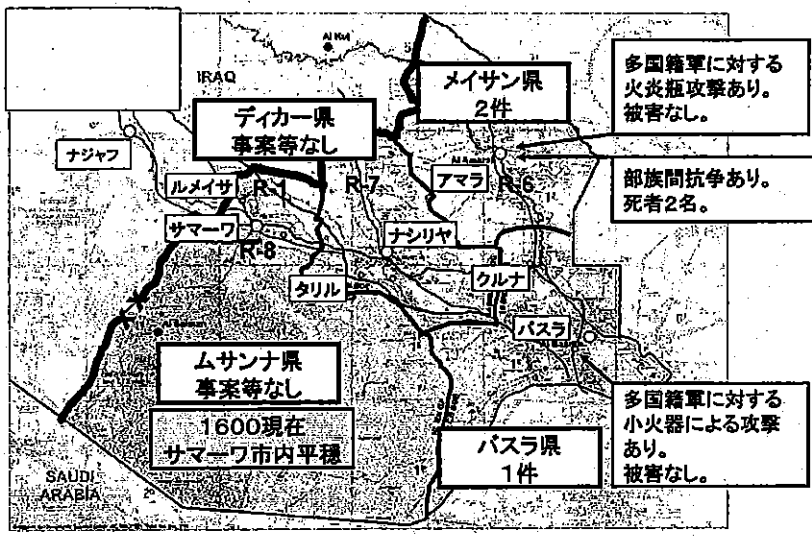 Al Kut
IRAQ
多国籍軍に対する
火炎瓶攻撃あり。
被害なし。
メイサン県
2件
ディカー県
事案等なし
ナジャフ
部族間抗争あり。
死者2名。
アマラ
R-6
ルメイサ
R-1
R-7
サマーワ
R-8
ナシリヤ
タリル
クルナ
バスラ
ムサンナ県
事案等なし
1600現在
サマーワ市内平穏
多国籍軍に対する
小火器による攻撃
あり。
被害なし。
バスラ県
1件
SAUDI
ARABIA